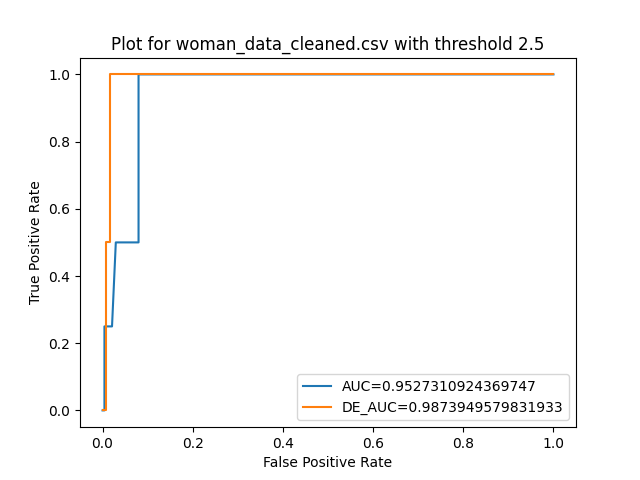 Plot for woman_data_cleaned.csv with threshold 2.5
1.0
0.8
0.6
0.4
0.2
0.0
True Positive Rate
AUC=0.9527310924369747
DE_AUC=0.9873949579831933
0.0 0.2 0.4 0.6 0.8 1.0
False Positive Rate